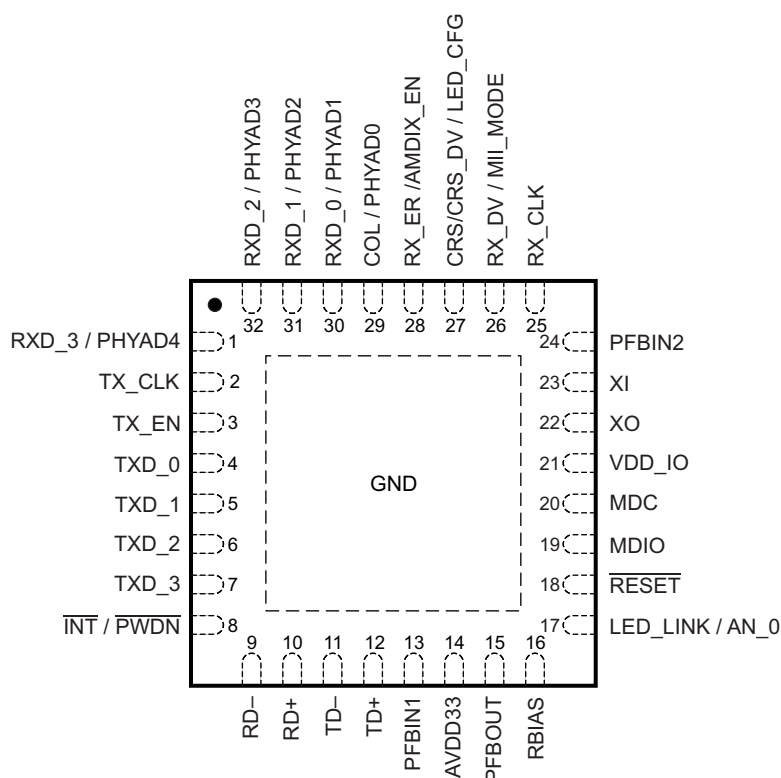 RXD_2 / PHYAD3
RXD_1 / PHYAD2
RXD_0 / PHYAD1
COL / PHYAD0
RX_ER /AMDIX_EN
CRS/CRS_DV / LED_CFG
RX_DV / MII_MODE
RX_CLK
32
31
30
29
28
27
26
25
RXD_3 / PHYAD4
1
TX_CLK
2
TX_EN
3
TXD_0
4
TXD_1
5
TXD_2
6
TXD_3
7
INT / PWDN
8
GND
24
PFBIN2
23
XI
22
XO
21
VDD_IO
20
MDC
19
MDIO
18
RESET
17
LED_LINK / AN_0
9
10
11
12
13
14
15
16
RD–
RD+
TD–
TD+
PFBIN1
AVDD33
PFBOUT
RBIAS